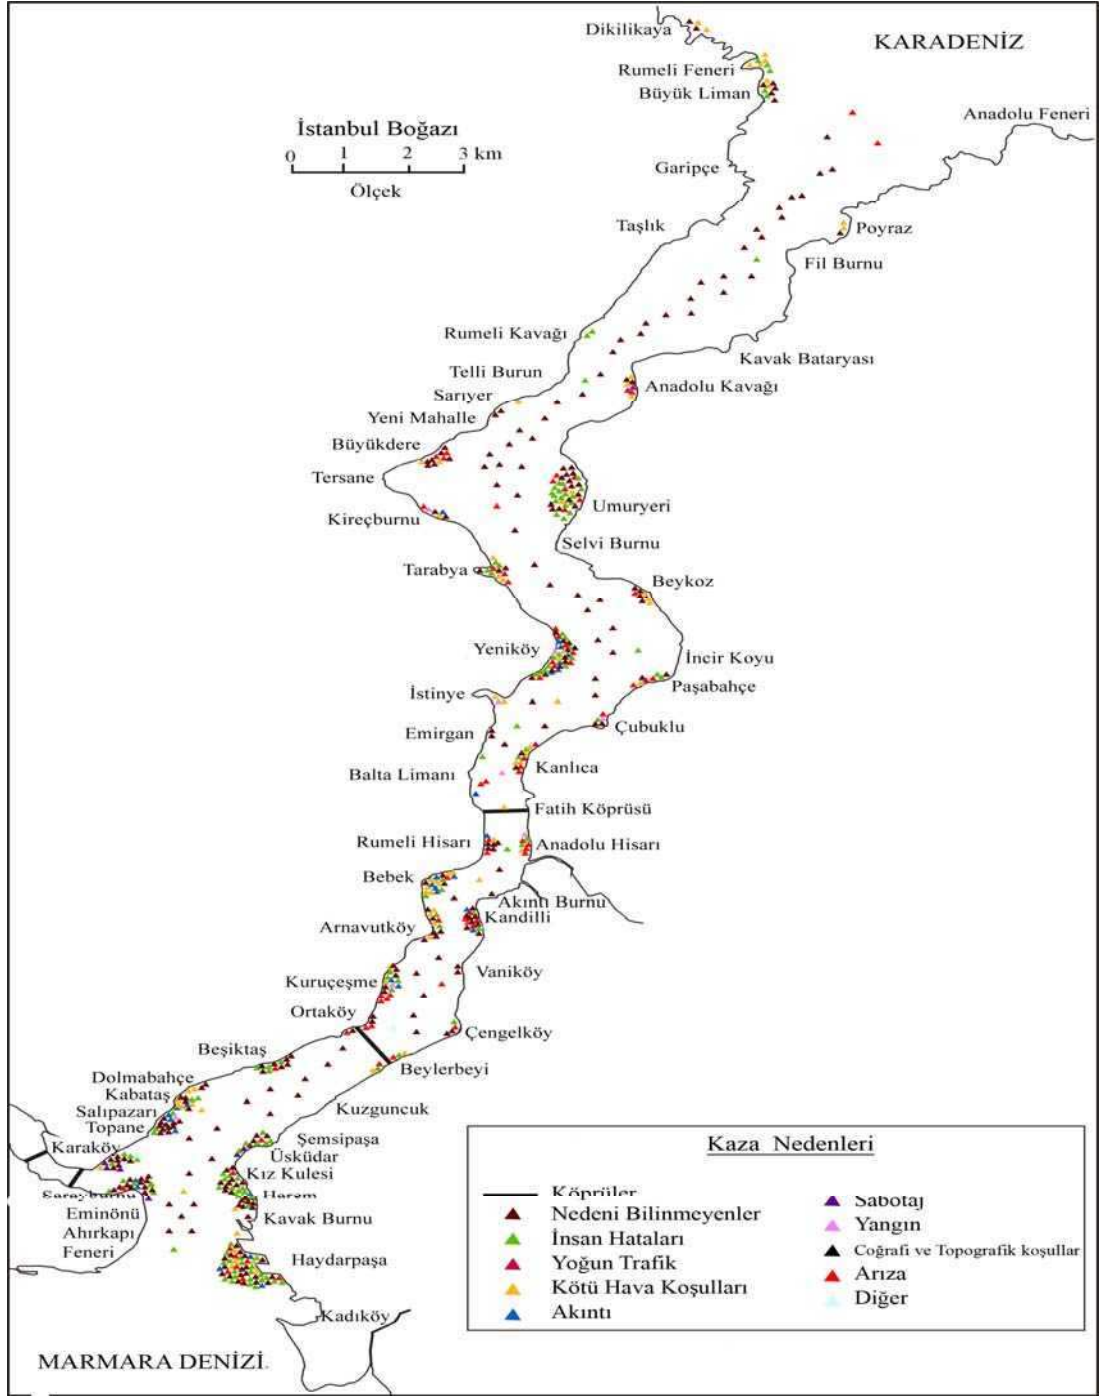 Dikilikaya
KARADENİZ
Rumeli Feneri
Büyük Liman
Anadolu Feneri
İstanbul Boğazı
0 1 2 3 km
Ölçek
Garipçe
Taşlık
Poyraz
Fil Burnu
Rumeli Kavağı
Kavak Bataryası
Telli Burun
Anadolu Kavağı
Sarıyer
Yeni Mahalle
Büyükdere
Tersane
Umuryeri
Kireçburnu
Selvi Burnu
Tarabya
Beykoz
Yeniköy
İncir Koyu
Paşabahçe
İstinye
Çubuklu
Emirgan
Kanlıca
Balta Limanı
Fatih Köprüsü
Rumeli Hisarı
Anadolu Hisarı
Bebek
Akıntı Burnu
Kandilli
Arnavutköy
Vaniköy
Kuruçeşme
Ortaköy
Çengelköy
Beşiktaş
Beylerbeyi
Dolmabahçe
Kabataş
Kuzguncuk
Salıpazarı
Topane
Şemsipaşa
Karaköy
Üsküdar
Kız Kulesi
Sarayburnu
Harem
Eminönü
Kavak Burnu
Ahırkapı
Feneri
Haydarpaşa
Kadıköy
MARMARA DENİZİ.
Kaza Nedenleri
Köprüler
Nedeni Bilinmeyenler
İnsan Hataları
Yoğun Trafik
Kötü Hava Koşulları
Akıntı
Sabotaj
Yangın
Coğrafi ve Topografik koşullar
Arıza
Diğer